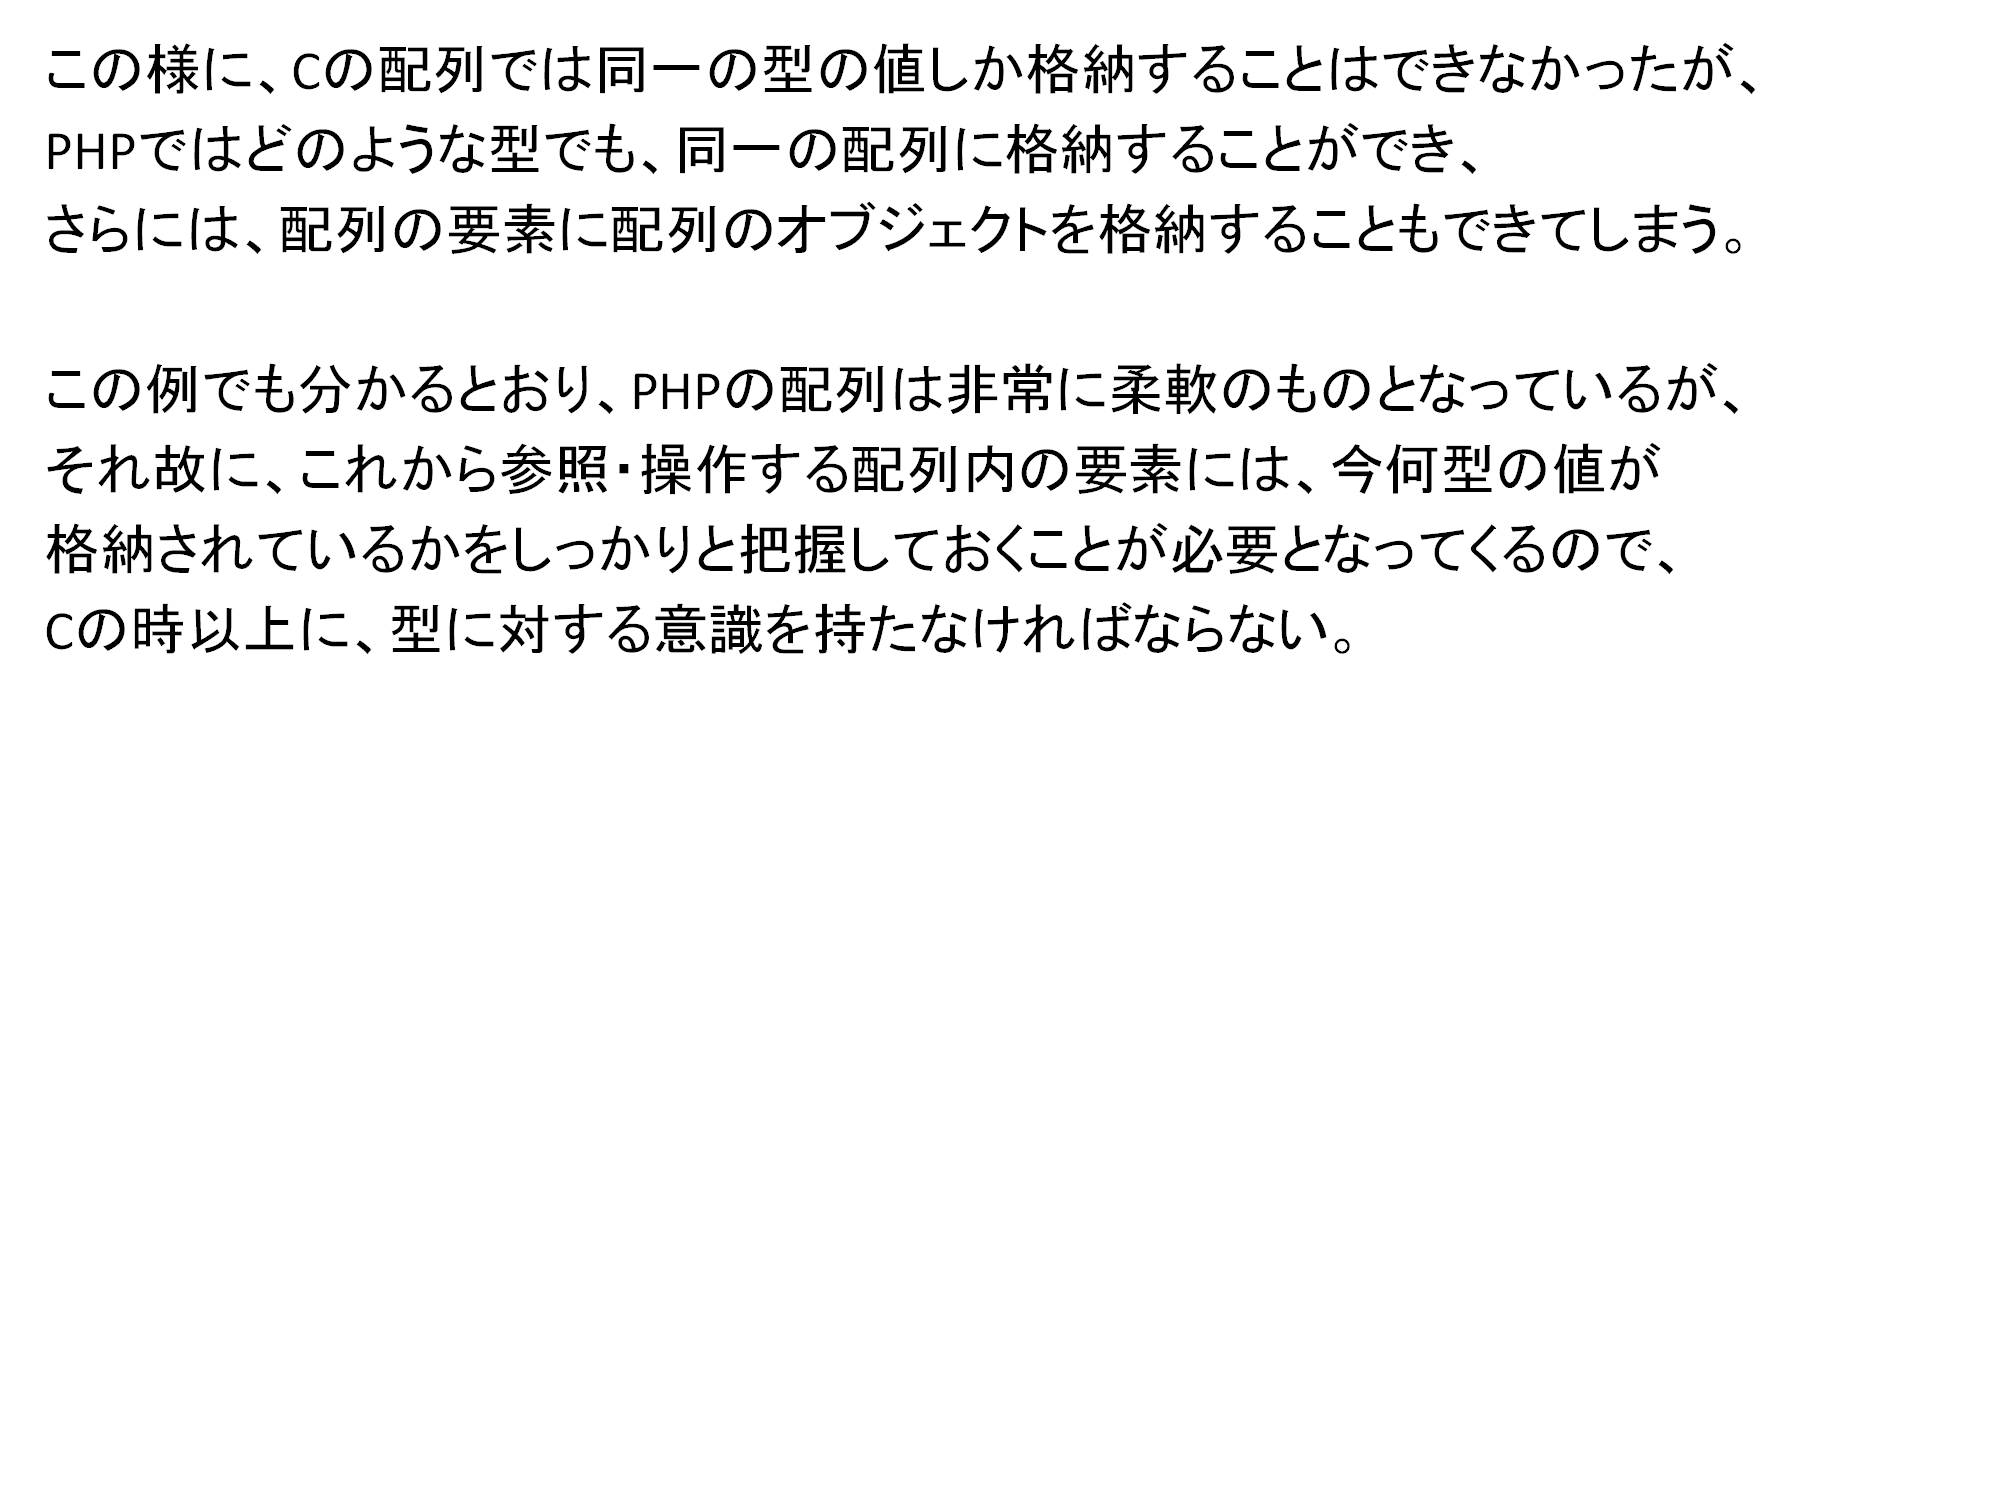 この様に、Cの配列では同一の型の値しか格納することはできなかったが、
PHPではどのような型でも、同一の配列に格納することができ、
さらには、配列の要素に配列のオブジェクトを格納することもできてしまう。
この例でも分かるとおり、PHPの配列は非常に柔軟のものとなっているが、
それ故に、これから参照・操作する配列内の要素には、今何型の値が
格納されているかをしっかりと把握しておくことが必要となってくるので、
Cの時以上に、型に対する意識を持たなければならない。